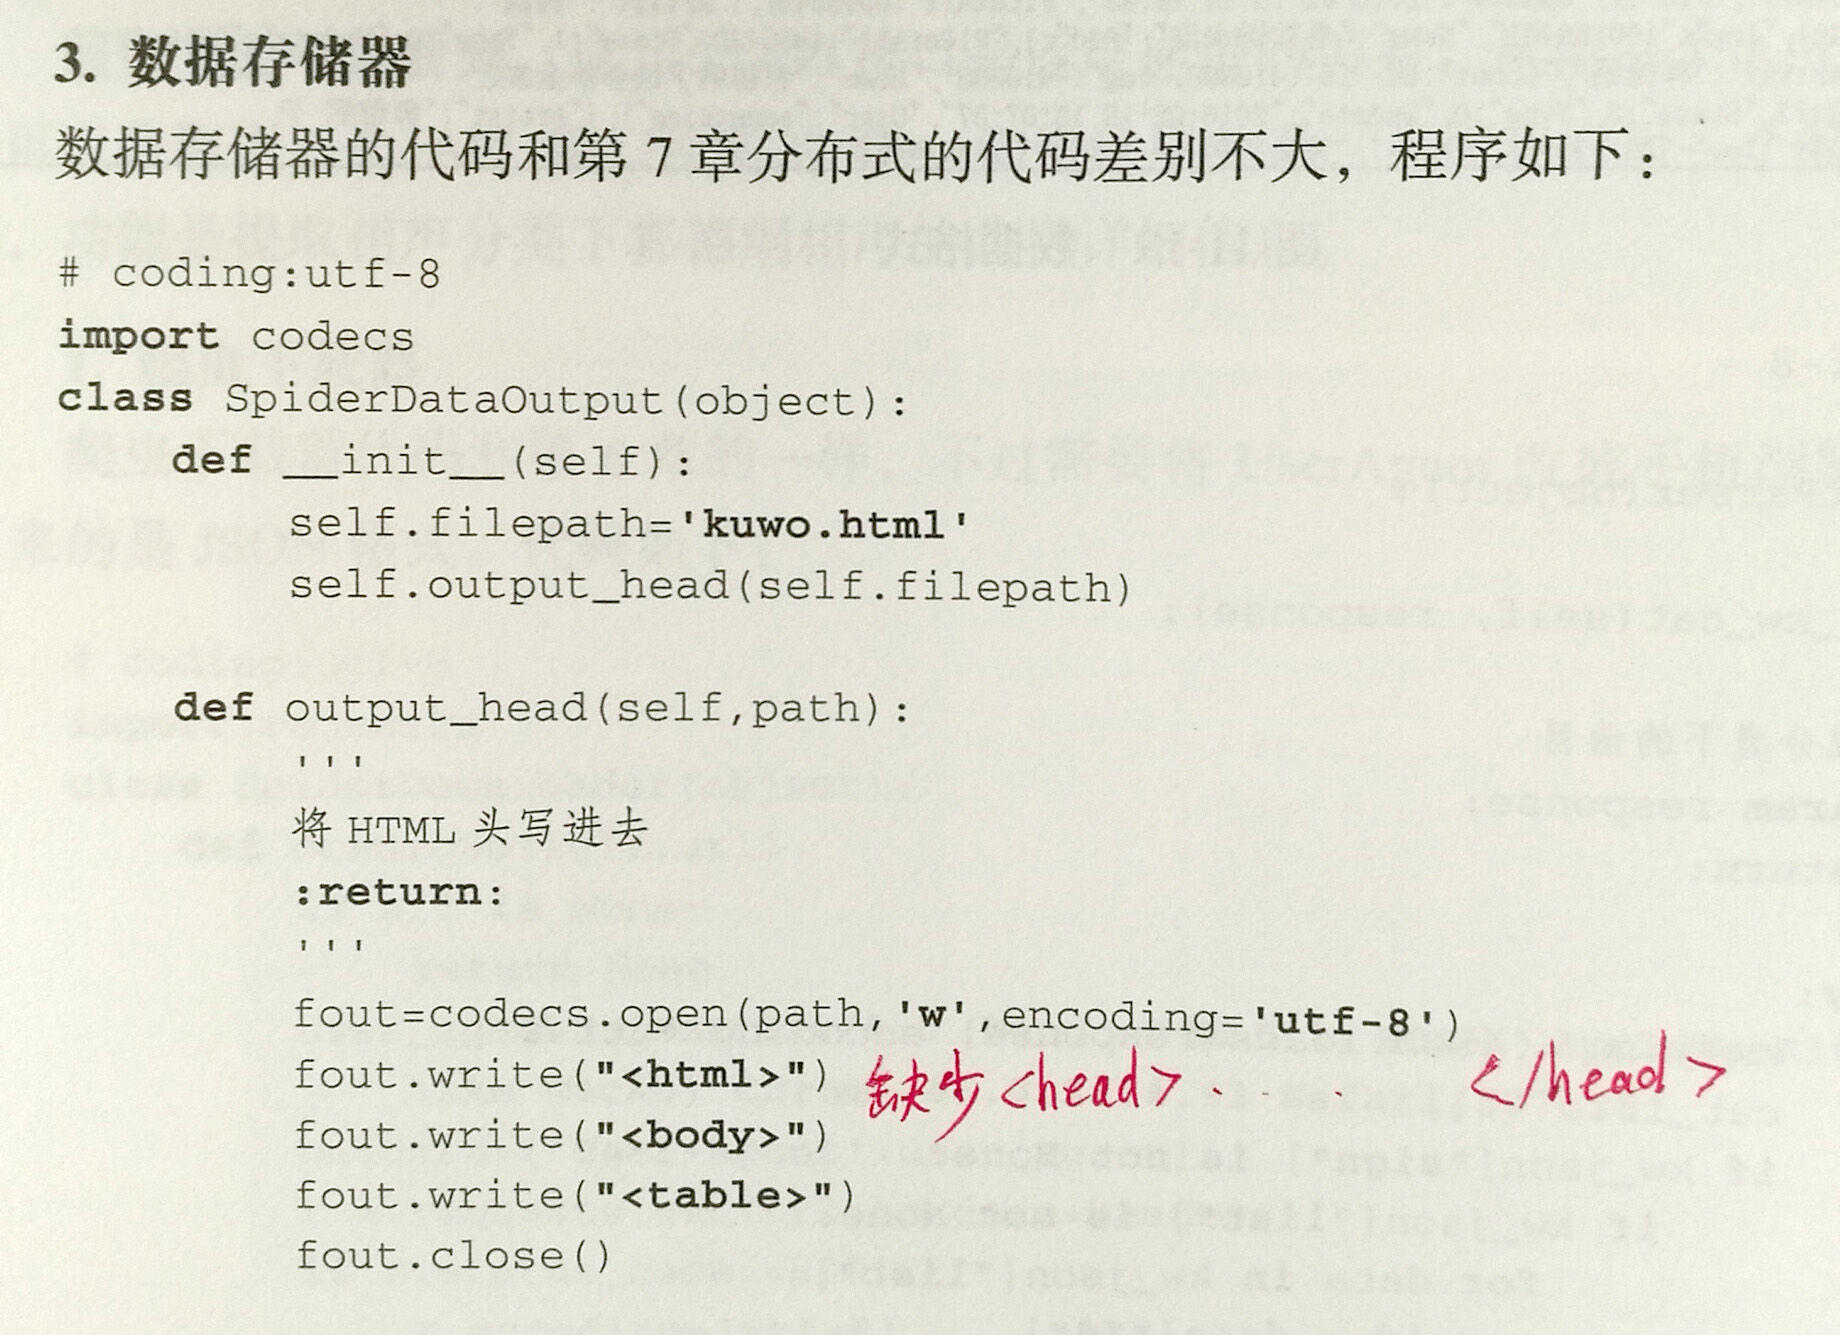 3. 数据存储器
数据存储器的代码和第 7 章分布式的代码差别不大，程序如下：
# coding:utf-8
import codecs
class SpiderDataOutput(object):
def __init__(self):
self.filepath='kuwo.html'
self.output_head(self.filepath)
def output_head(self,path):
'''
将 HTML 头写进去
:return:
'''
fout=codecs.open(path,'w',encoding='utf-8')
fout.write("<html>") 缺少<head>. . . </head>
fout.write("<body>")
fout.write("<table>")
fout.close()